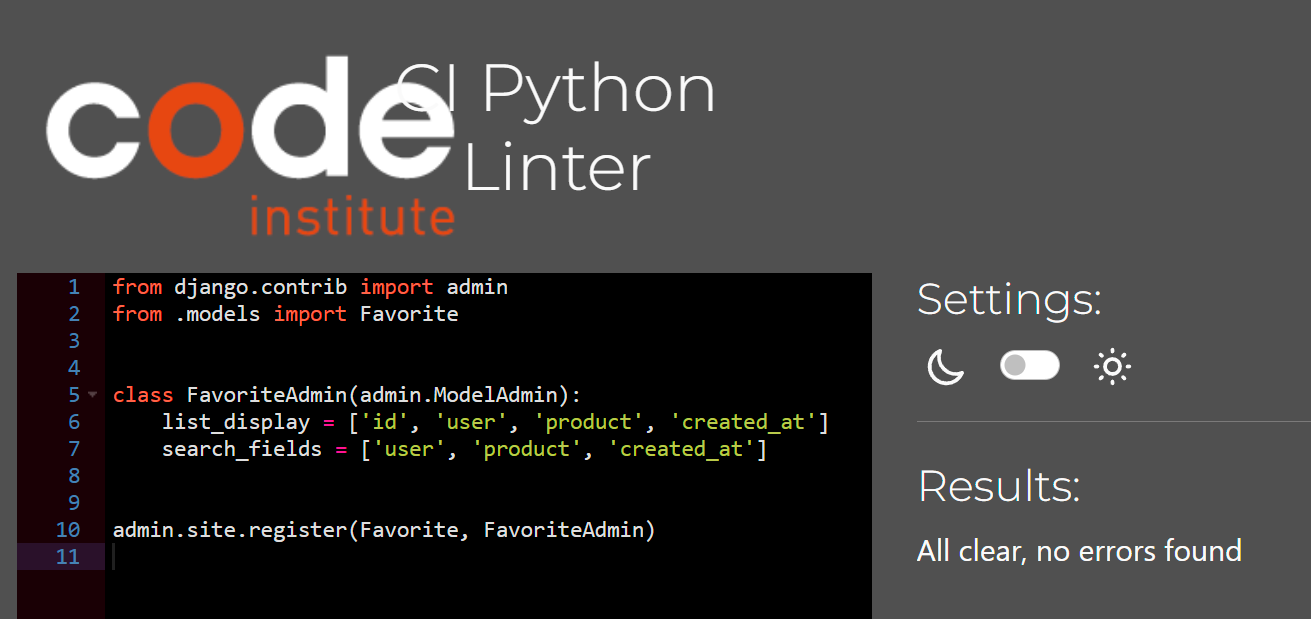 code
institute
CI Python
Linter
1 from django.contrib import admin
2 from .models import Favorite
3
4
5 class FavoriteAdmin(admin.ModelAdmin):
6     list_display = ['id', 'user', 'product', 'created_at']
7     search_fields = ['user', 'product', 'created_at']
8
9
10 admin.site.register(Favorite, FavoriteAdmin)
11
Settings:
Results:
All clear, no errors found